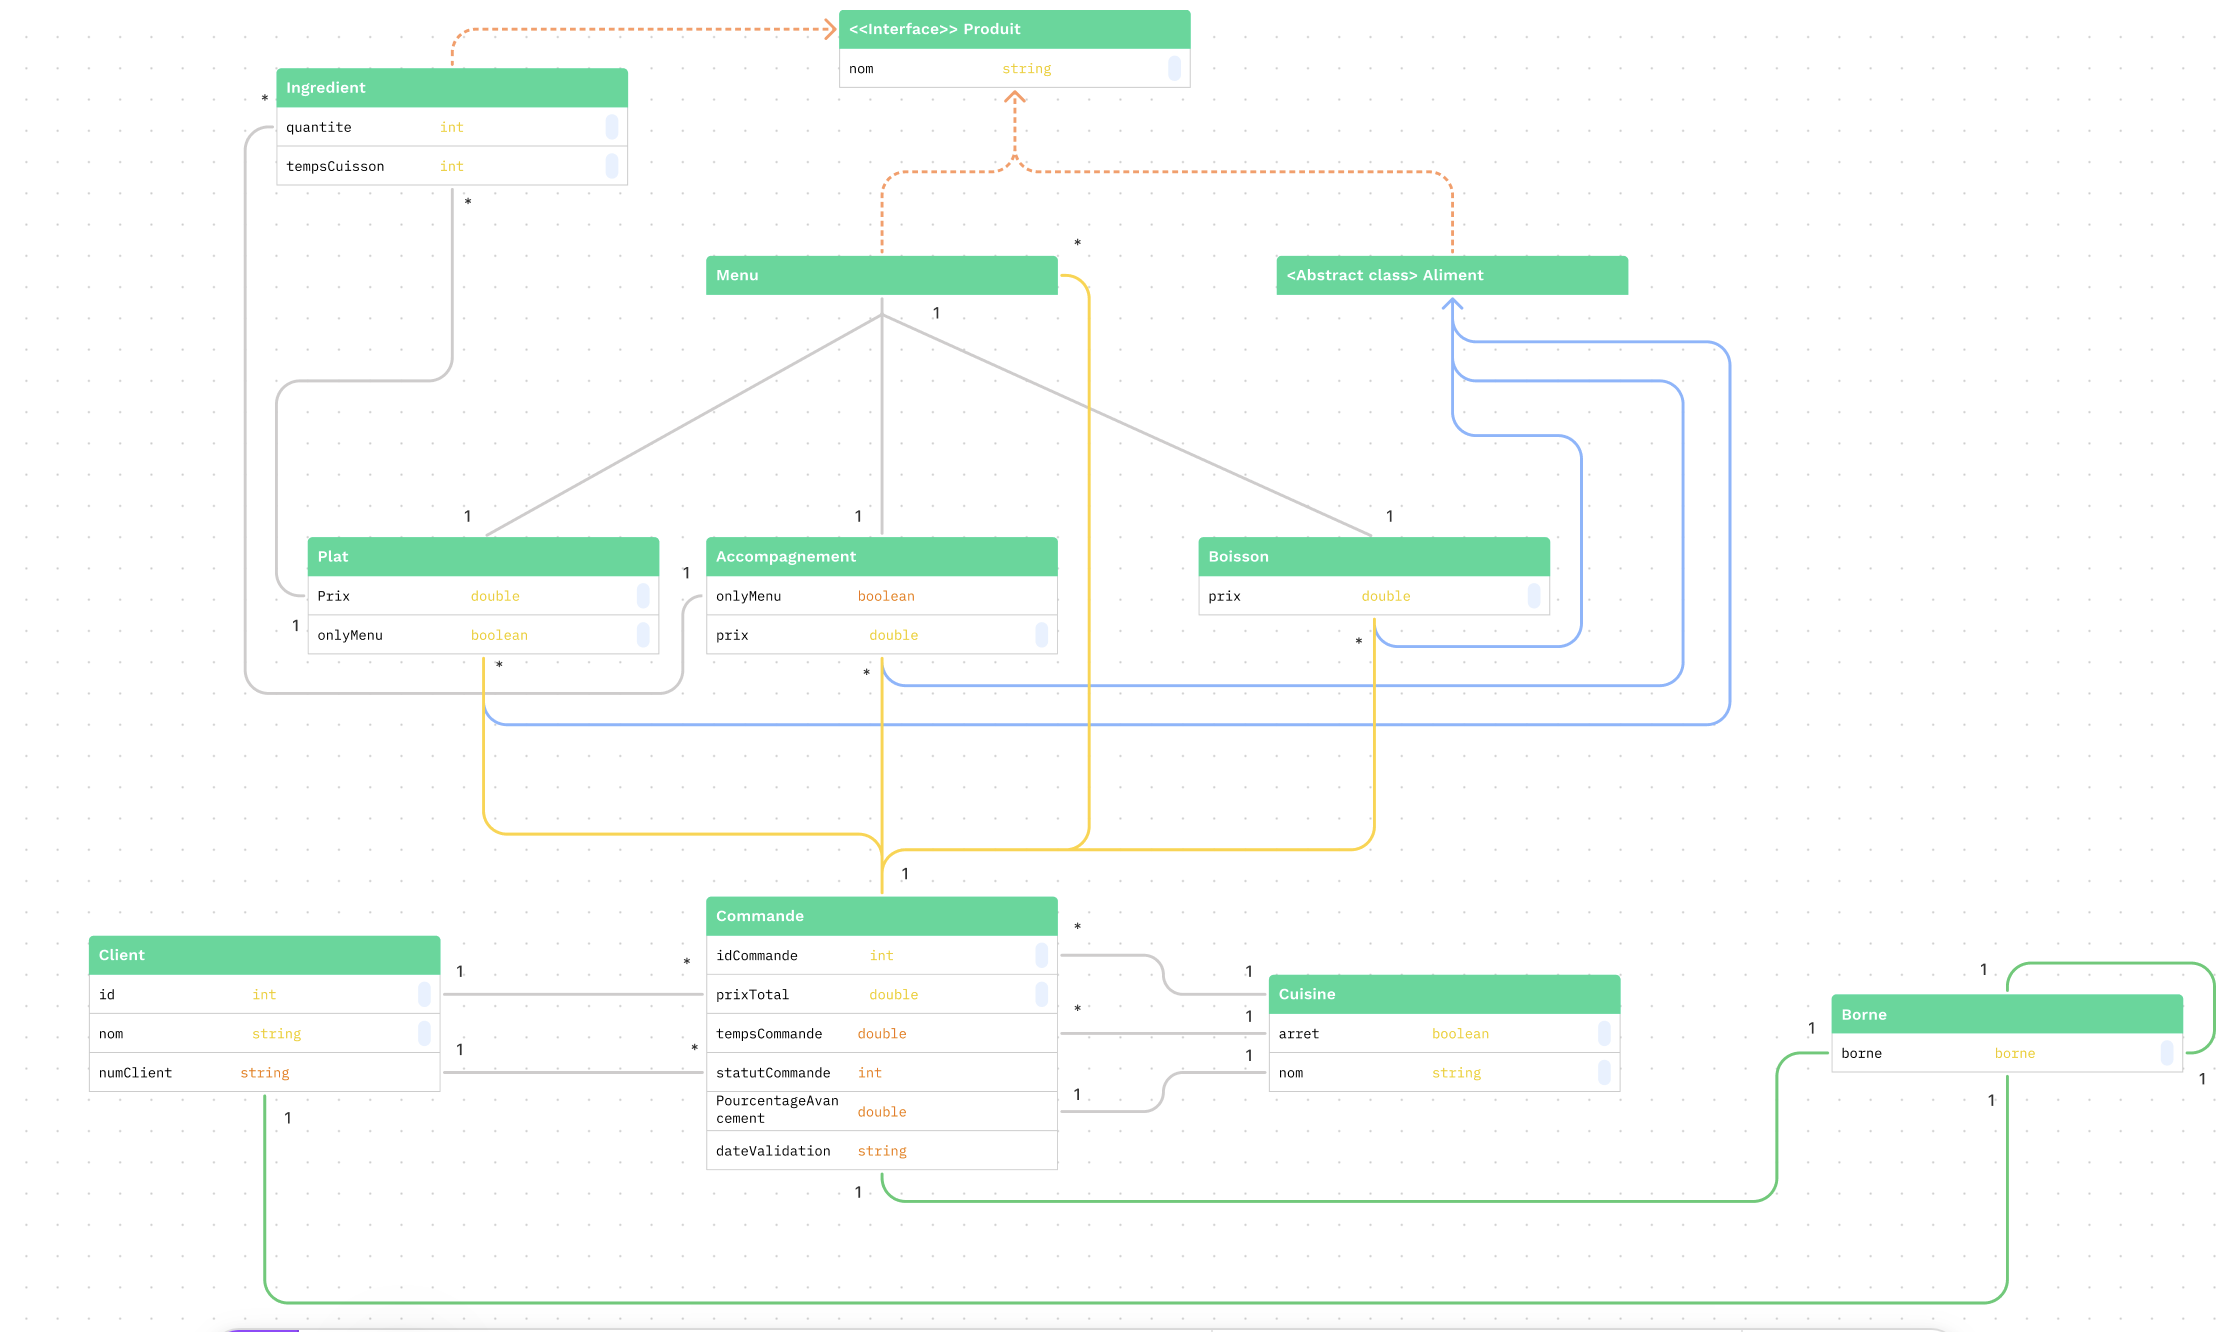 <<Interface>> Produit
nom string
Ingredient
*
quantite int
tempsCuisson int
*
*
Menu
<Abstract class> Aliment
1
1
1
1
Plat
Accompagnement
Boisson
1
Prix double
onlyMenu boolean
prix double
1
onlyMenu boolean
prix double
*
*
*
1
Commande
*
Client
idCommande int
1
*
1
1
Cuisine
id int
prixTotal double
*
1
Borne
nom string
tempsCommande double
arret boolean
1
1
*
1
borne borne
numClient string
statutCommande int
nom string
1
1
1
PourcentageAvan
cement double
1
dateValidation string
1